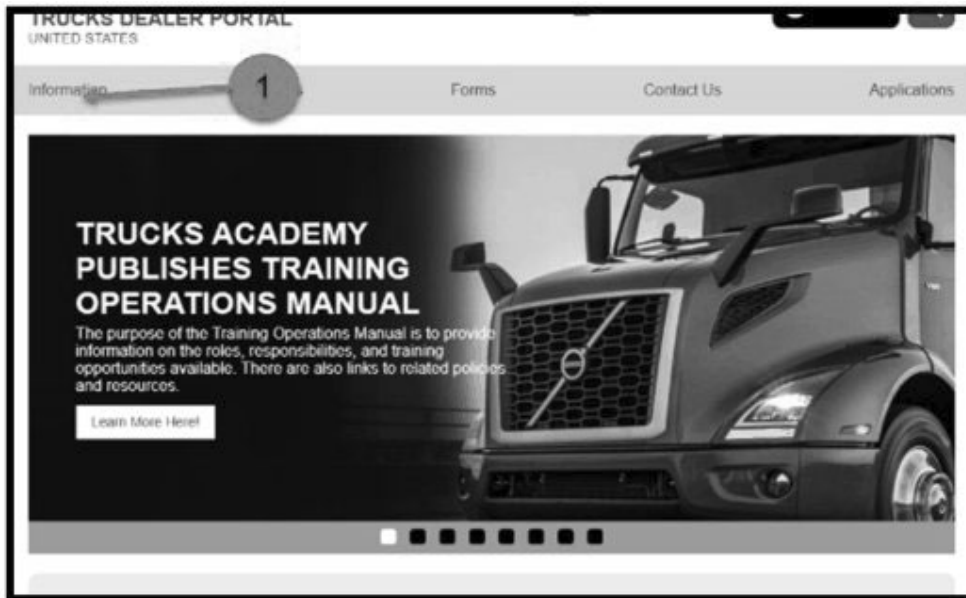 TRUCKS DEALER PORTAL
UNITED STATES
Information
1
Forms
Contact Us
Applications
TRUCKS ACADEMY
PUBLISHES TRAINING
OPERATIONS MANUAL
The purpose of the Training Operations Manual is to provide
information on the roles, responsibilities, and training
opportunities available. There are also links to related policies
and resources.
Learn More Here!